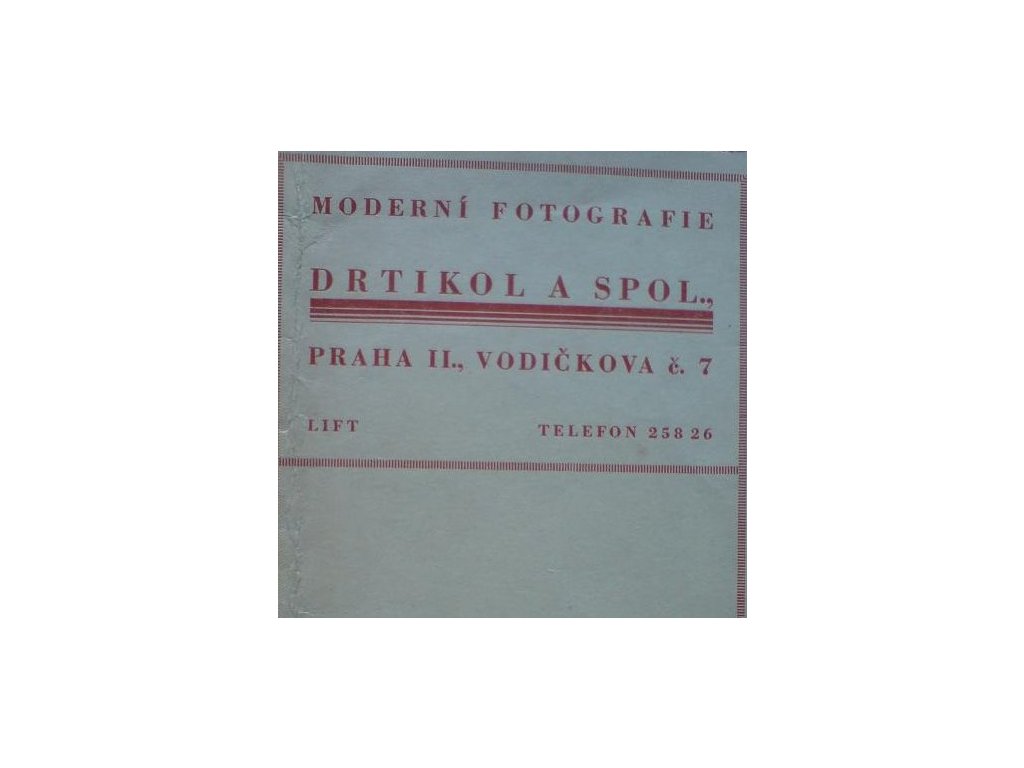 MODERNÍ FOTOGRAFIE
DRTIKOL A SPOL.,
PRAHA II., VODIČKOVA č. 7
LIFT TELEFON 258 26